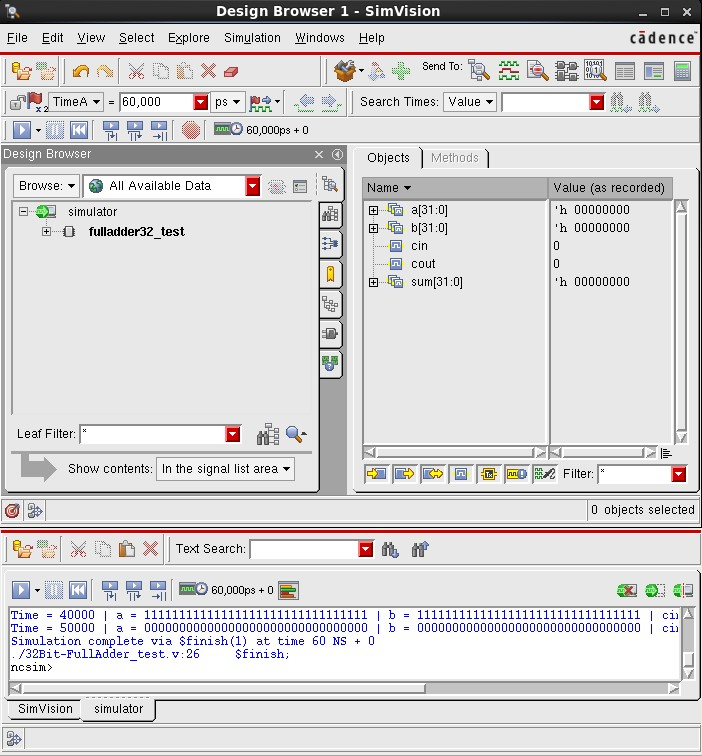 Design Browser 1 - SimVision
File Edit View Select Explore Simulation Windows Help cādence
Send To:
x2 TimeA = 60,000 ps Search Times: Value
60,000ps + 0
Design Browser
Objects Methods
Browse: All Available Data
Name Value (as recorded)
simulator
fulladder32_test
a[31:0] 'h 00000000
b[31:0] 'h 00000000
cin 0
cout 0
sum[31:0] 'h 00000000
Leaf Filter: *
Show contents: In the signal list area
Filter: *
0 objects selected
Text Search:
60,000ps + 0
Time = 40000 | a = 11111111111111111111111111111111 | b = 11111111111111111111111111111111 | ci
Time = 50000 | a = 00000000000000000000000000000000 | b = 00000000000000000000000000000000 | ci
Simulation complete via $finish(1) at time 60 NS + 0
./32Bit-FullAdder_test.v:26 $finish;
ncsim>
SimVision simulator